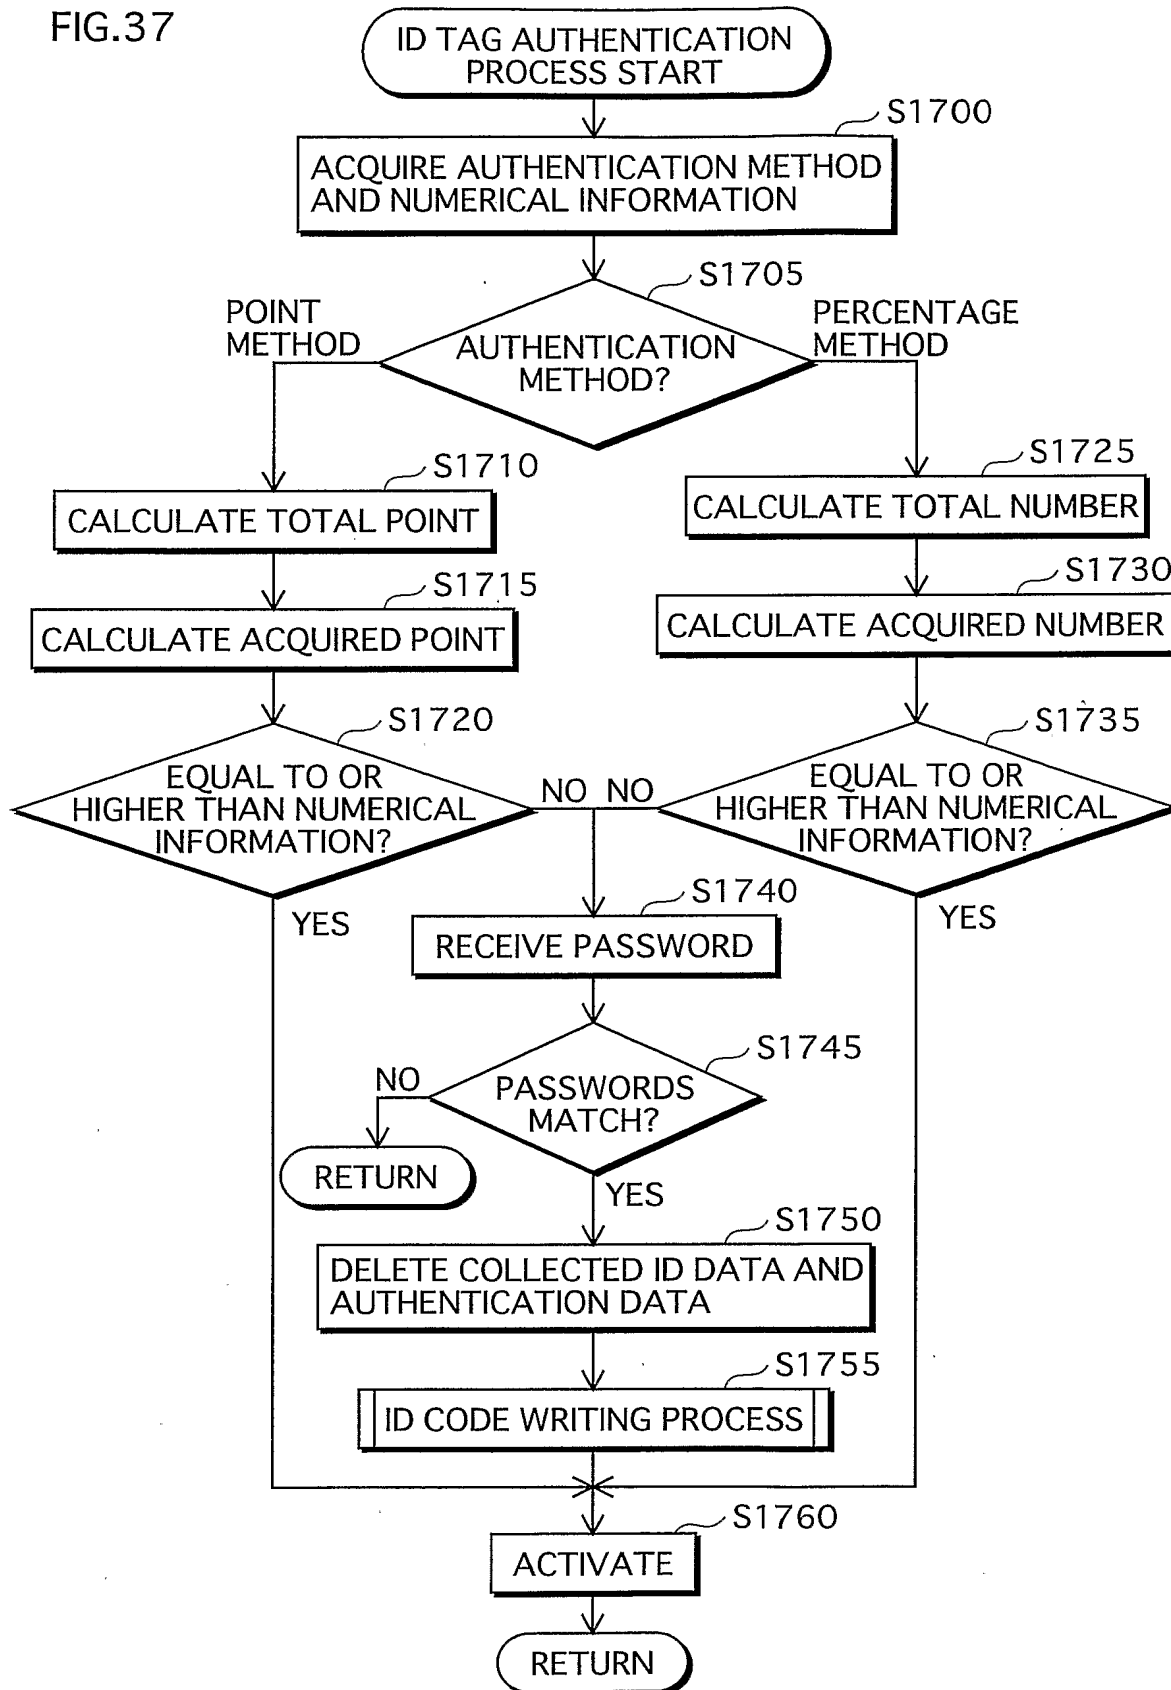 FIG.37
ID TAG AUTHENTICATION
PROCESS START
S1700
ACQUIRE AUTHENTICATION METHOD
AND NUMERICAL INFORMATION
S1705
POINT
METHOD
AUTHENTICATION
METHOD?
PERCENTAGE
METHOD
S1710
CALCULATE TOTAL POINT
S1725
CALCULATE TOTAL NUMBER
S1715
CALCULATE ACQUIRED POINT
S1730
CALCULATE ACQUIRED NUMBER
S1720
EQUAL TO OR
HIGHER THAN NUMERICAL
INFORMATION?
NO
NO
S1735
EQUAL TO OR
HIGHER THAN NUMERICAL
INFORMATION?
YES
YES
S1740
RECEIVE PASSWORD
S1745
PASSWORDS
MATCH?
NO
RETURN
YES
S1750
DELETE COLLECTED ID DATA AND
AUTHENTICATION DATA
S1755
ID CODE WRITING PROCESS
S1760
ACTIVATE
RETURN